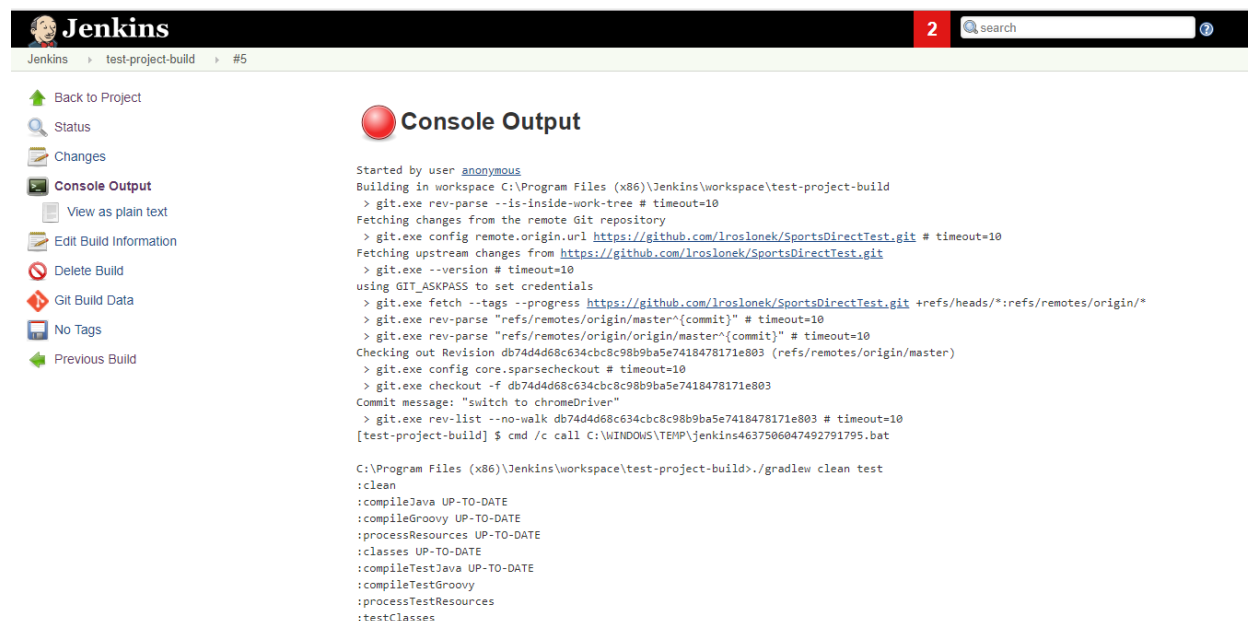 Jenkins
2
search
?
Jenkins
test-project-build
#5
Back to Project
Status
Changes
Console Output
View as plain text
Edit Build Information
Delete Build
Git Build Data
No Tags
Previous Build
Console Output
Started by user anonymous
Building in workspace C:\Program Files (x86)\Jenkins\workspace\test-project-build
 > git.exe rev-parse --is-inside-work-tree # timeout=10
Fetching changes from the remote Git repository
 > git.exe config remote.origin.url https://github.com/lroslonek/SportsDirectTest.git # timeout=10
Fetching upstream changes from https://github.com/lroslonek/SportsDirectTest.git
 > git.exe --version # timeout=10
using GIT_ASKPASS to set credentials
 > git.exe fetch --tags --progress https://github.com/lroslonek/SportsDirectTest.git +refs/heads/*:refs/remotes/origin/*
 > git.exe rev-parse "refs/remotes/origin/master^{commit}" # timeout=10
 > git.exe rev-parse "refs/remotes/origin/origin/master^{commit}" # timeout=10
Checking out Revision db74d4d68c634cbc8c98b9ba5e7418478171e803 (refs/remotes/origin/master)
 > git.exe config core.sparsecheckout # timeout=10
 > git.exe checkout -f db74d4d68c634cbc8c98b9ba5e7418478171e803
Commit message: "switch to chromeDriver"
 > git.exe rev-list --no-walk db74d4d68c634cbc8c98b9ba5e7418478171e803 # timeout=10
[test-project-build] $ cmd /c call C:\WINDOWS\TEMP\jenkins4637506047492791795.bat
C:\Program Files (x86)\Jenkins\workspace\test-project-build>./gradlew clean test
:clean
:compileJava UP-TO-DATE
:compileGroovy UP-TO-DATE
:processResources UP-TO-DATE
:classes UP-TO-DATE
:compileTestJava UP-TO-DATE
:compileTestGroovy
:processTestResources
:testClasses